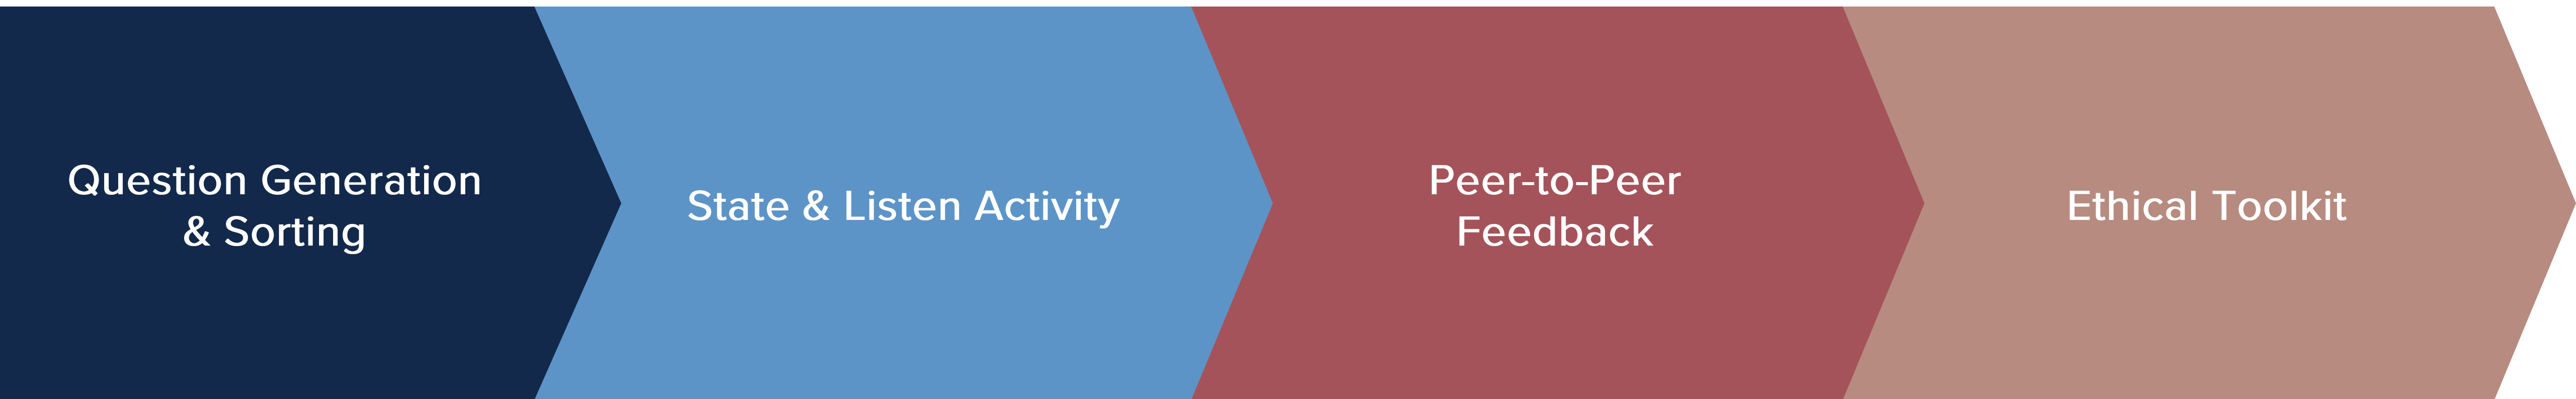 Question Generation
& Sorting
State & Listen Activity
Peer-to-Peer
Feedback
Ethical Toolkit